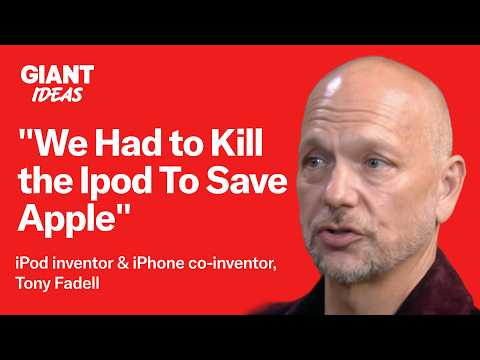 GIANT
IDEAS
"We Had to Kill
the Ipod To Save
Apple"
iPod inventor & iPhone co-inventor,
Tony Fadell